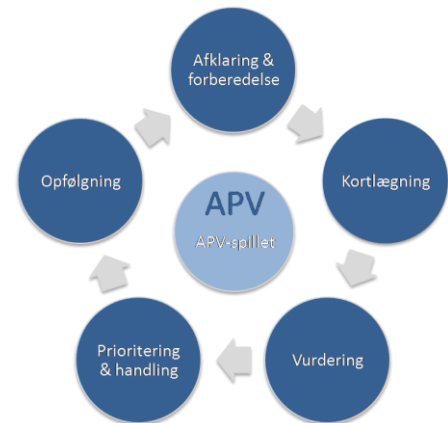 Afklaring &
forberedelse
Kortlægning
Vurdering
Prioritering
& handling
Opfølgning
APV
APV-spillet